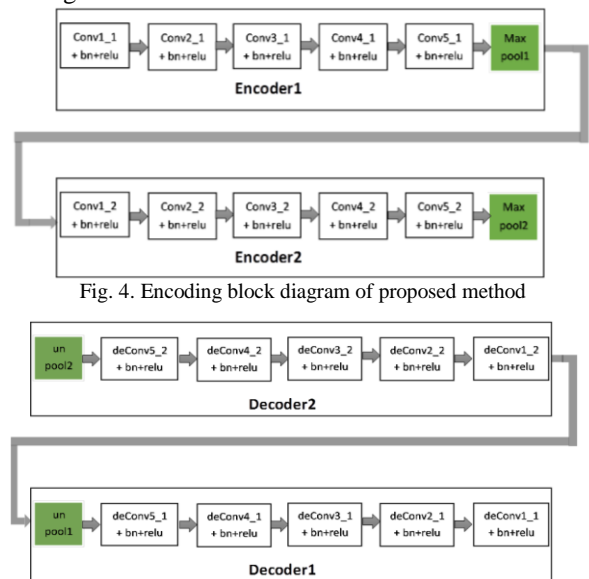 Conv1_1 Conv2_1 Conv3_1 Conv4_1 Conv5_1 Max
+ bn+relu + bn+relu + bn+relu + bn+relu + bn+relu pool1
Encoder1
Conv1_2 Conv2_2 Conv3_2 Conv4_2 Conv5_2 Max
+ bn+relu + bn+relu + bn+relu + bn+relu + bn+relu pool2
Encoder2
Fig. 4. Encoding block diagram of proposed method
un deConv5_2 deConv4_2 deConv3_2 deConv2_2 deConv1_2
pool2 + bn+relu + bn+relu + bn+relu + bn+relu + bn+relu
Decoder2
un deConv5_1 deConv4_1 deConv3_1 deConv2_1 deConv1_1
pool1 + bn+relu + bn+relu + bn+relu + bn+relu + bn+relu
Decoder1